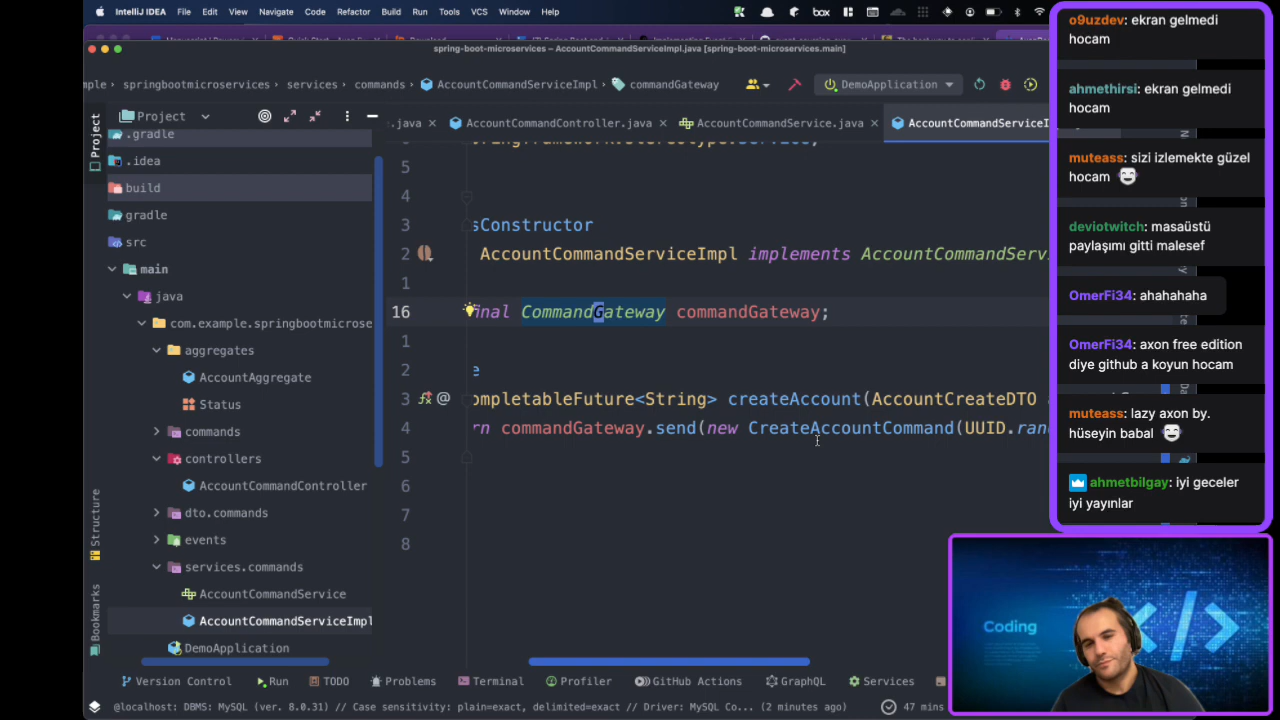 IntelliJ IDEA File Edit View Navigate Code Refactor Build Run Tools VCS Window Help
box
spring-boot-microservices – AccountCommandServiceImpl.java [spring-boot-microservices.main]
mple springbootmicroservices services commands AccountCommandServiceImpl commandGateway DemoApplication
Project
.java AccountCommandController.java AccountCommandService.java AccountCommandServiceI
Project
.gradle
.idea
build
gradle
src
main
java
com.example.springbootmicrose
aggregates
AccountAggregate
Status
commands
controllers
AccountCommandController
dto.commands
events
services.commands
AccountCommandService
AccountCommandServiceImpl
DemoApplication
Structure
Bookmarks
5
4
3 sConstructor
2 AccountCommandServiceImpl implements AccountCommandServ
1
16 inal CommandGateway commandGateway;
1
2 e
3 ompletableFuture<String> createAccount(AccountCreateDTO
4 rn commandGateway.send(new CreateAccountCommand(UUID.ran
5
6
7
8
Version Control Run TODO Problems Terminal Profiler GitHub Actions GraphQL Services
@localhost: DBMS: MySQL (ver. 8.0.31) // Case sensitivity: plain=exact, delimited=exact // Driver: MySQL Co... (2 minutes ago) 47 mins
o9uzdev: ekran gelmedi
hocam
ahmethirsi: ekran gelmedi
hocam
muteass: sizi izlemekte güzel
hocam
deviotwitch: masaüstü
paylaşımı gitti malesef
OmerFi34: ahahahaha
OmerFi34: axon free edition
diye github a koyun hocam
muteass: lazy axon by.
hüseyin babal
ahmetbilgay: iyi geceler
iyi yayınlar
Coding